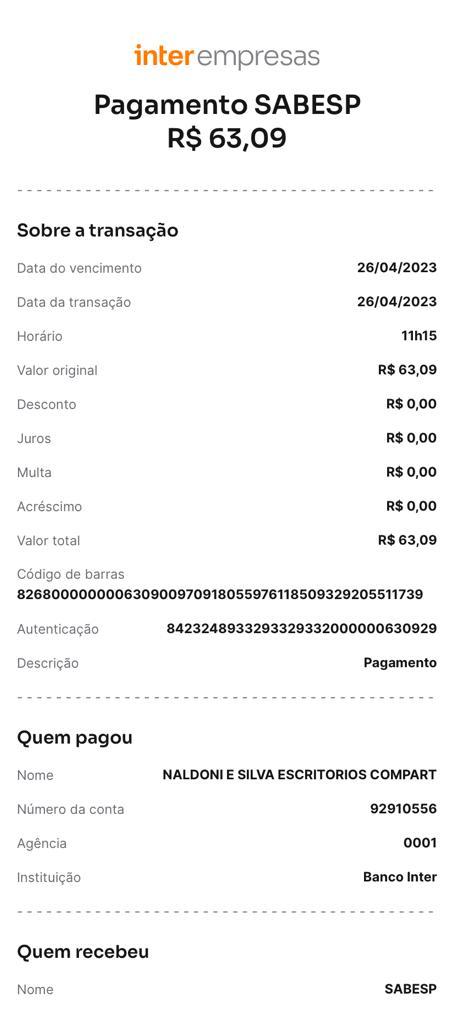 inter empresas
Pagamento SABESP
R$ 63,09
Sobre a transação
Data do vencimento 26/04/2023
Data da transação 26/04/2023
Horário 11h15
Valor original R$ 63,09
Desconto R$ 0,00
Juros R$ 0,00
Multa R$ 0,00
Acréscimo R$ 0,00
Valor total R$ 63,09
Código de barras
826800000000630900970918055976118509329205511739
Autenticação 84232489332933293320000006309​29
Descrição Pagamento
Quem pagou
Nome NALDONI E SILVA ESCRITORIOS COMPART
Número da conta 92910556
Agência 0001
Instituição Banco Inter
Quem recebeu
Nome SABESP